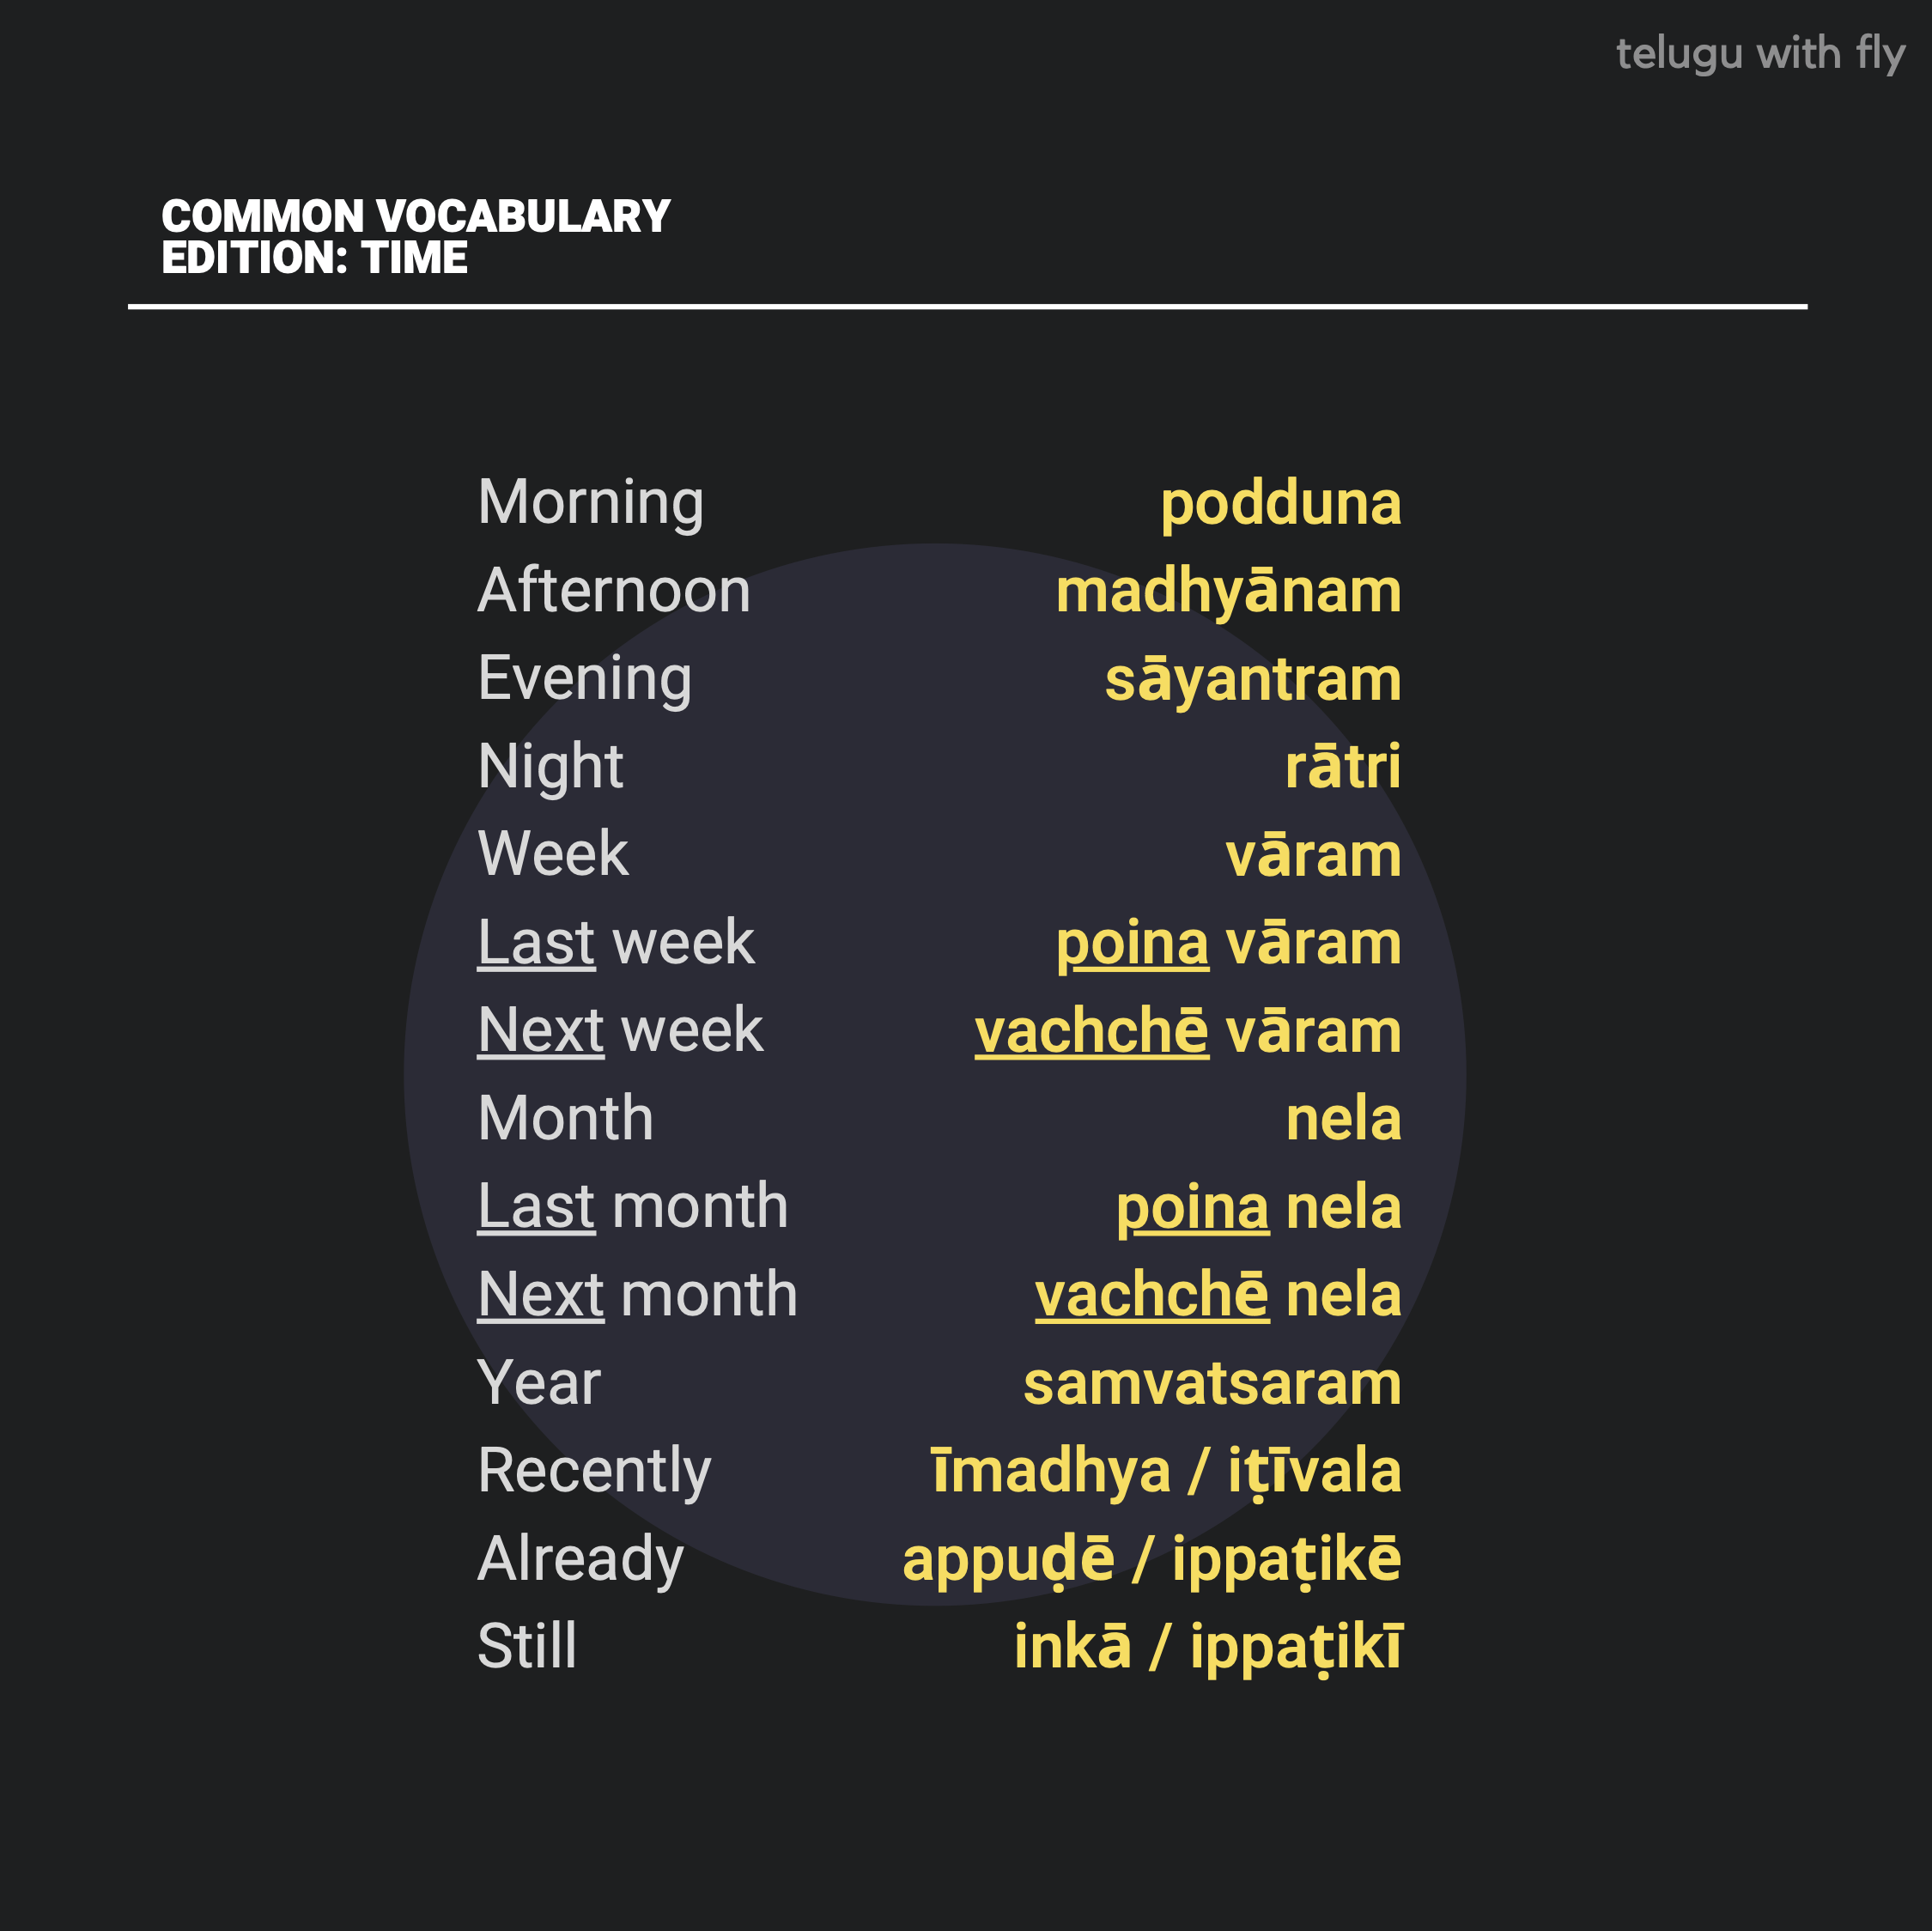 telugu with fly
COMMON VOCABULARY
EDITION: TIME
Morning podduna
Afternoon madhyānam
Evening sāyantram
Night rātri
Week vāram
Last week poina vāram
Next week vachchē vāram
Month nela
Last month poina nela
Next month vachchē nela
Year samvatsaram
Recently īmadhya / iṭīvala
Already appuḍē / ippaṭikē
Still inkā / ippaṭikī